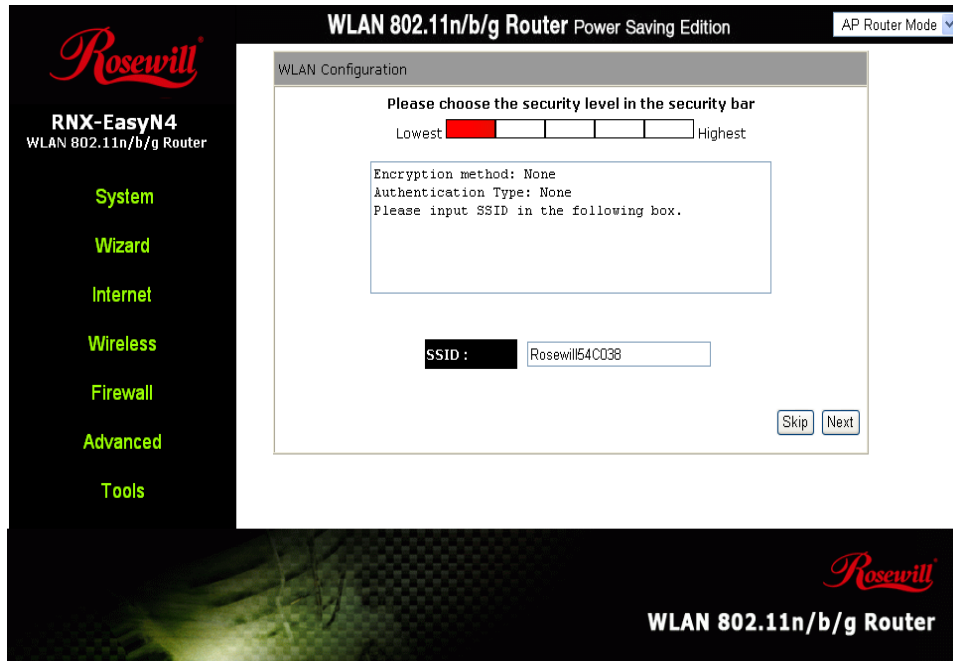 Rosewill
WLAN 802.11n/b/g Router Power Saving Edition
AP Router Mode
RNX-EasyN4
WLAN 802.11n/b/g Router
System
Wizard
Internet
Wireless
Firewall
Advanced
Tools
WLAN Configuration
Please choose the security level in the security bar
Lowest Highest
Encryption method: None
Authentication Type: None
Please input SSID in the following box.
SSID : Rosewill54C038
Skip Next
Rosewill
WLAN 802.11n/b/g Router